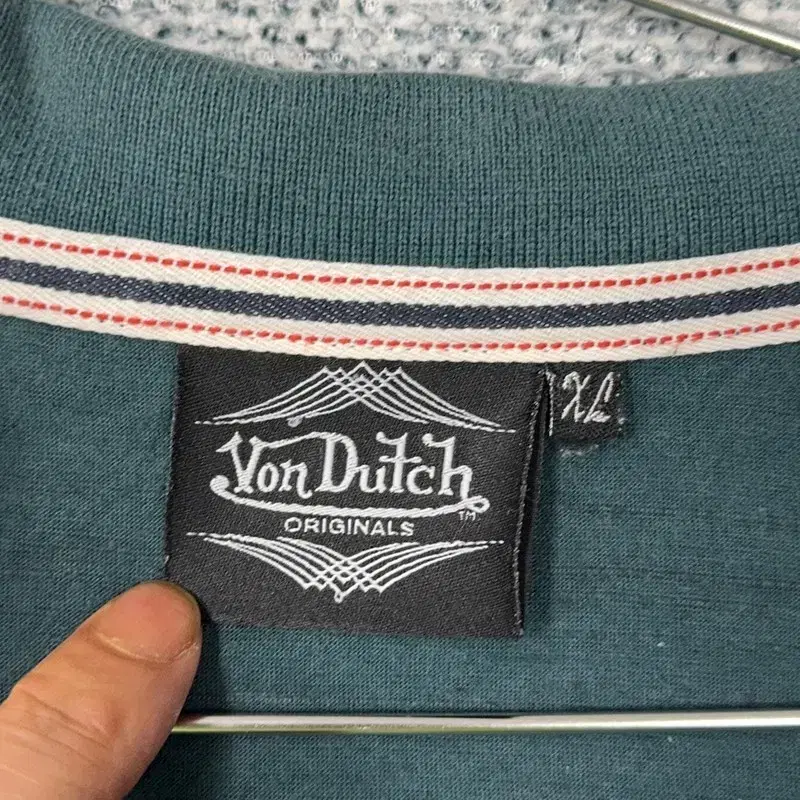 Von Dutch
TM
ORIGINALS
XL